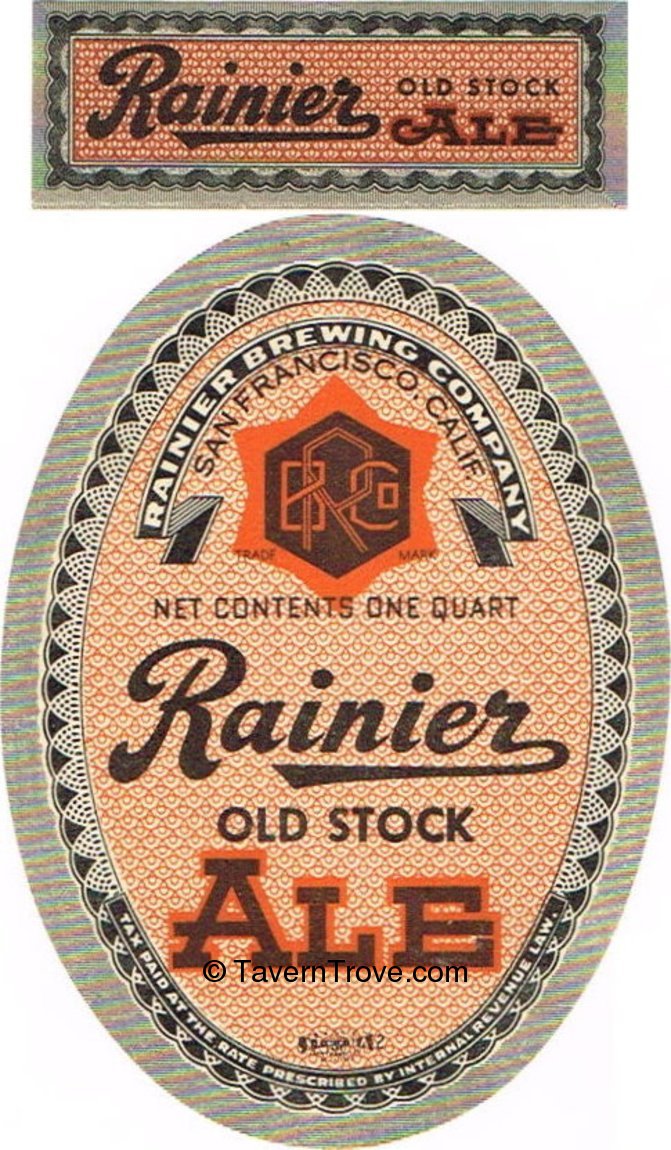 Rainier OLD STOCK
ALE
RAINIER BREWING COMPANY
SAN FRANCISCO, CALIF.
BRCo
TRADE MARK
NET CONTENTS ONE QUART
Rainier
OLD STOCK
ALE
© TavernTrove.com
TAX PAID AT THE RATE PRESCRIBED BY INTERNAL REVENUE LAW.